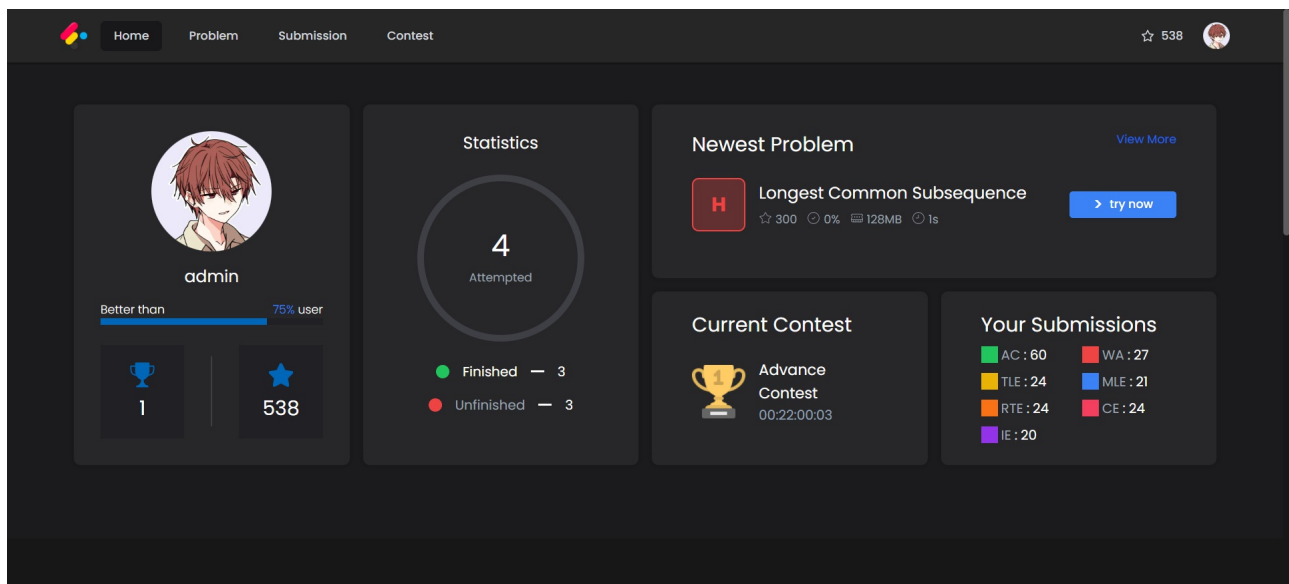 Home Problem Submission Contest 538
admin
Better than 75% user
1 538
Statistics
4
Attempted
Finished — 3
Unfinished — 3
Newest Problem View More
H
Longest Common Subsequence
300 0% 128MB 1s
> try now
Current Contest
1
Advance
Contest
00:22:00:03
Your Submissions
AC : 60 WA : 27
TLE : 24 MLE : 21
RTE : 24 CE : 24
IE : 20